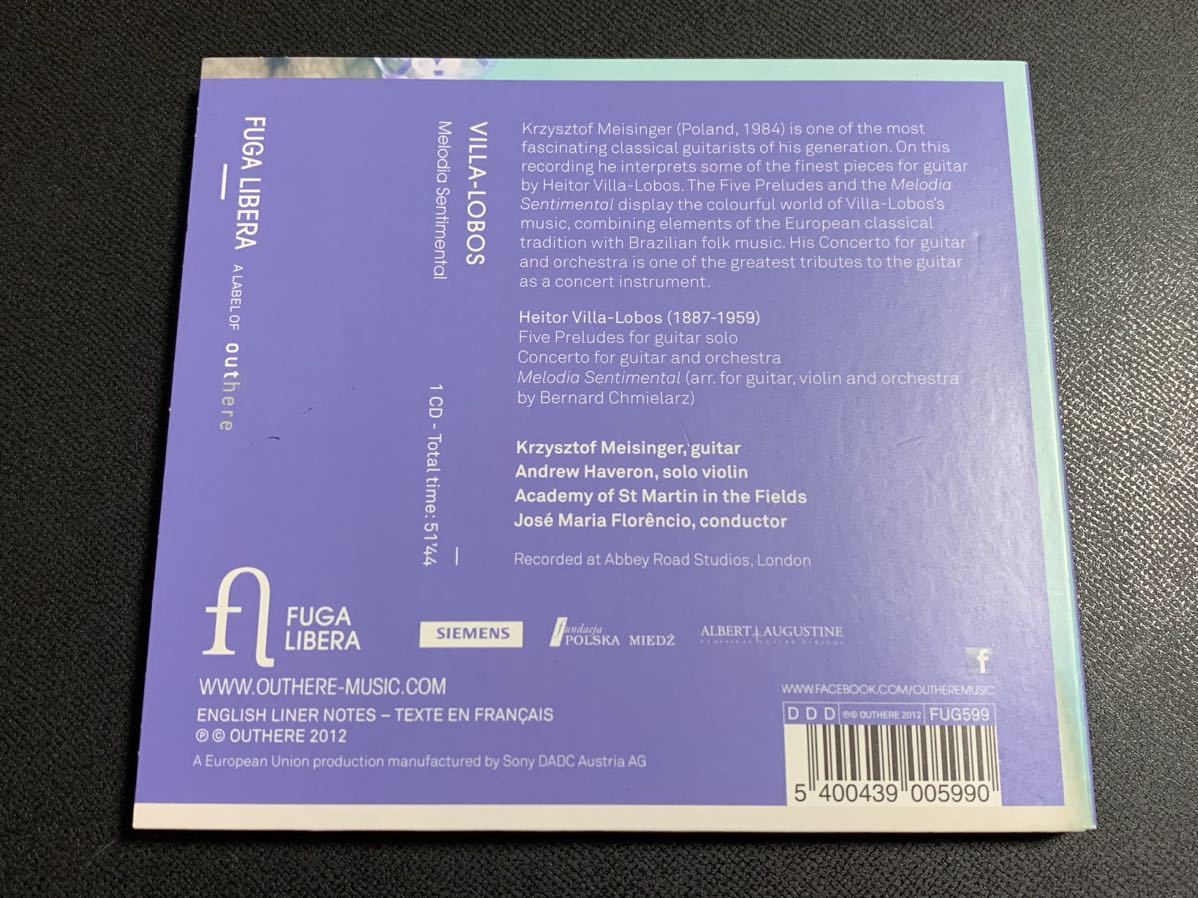 FUGA LIBERA
A LABEL OF outhere
VILLA-LOBOS
Melodia Sentimental
1 CD - Total time: 51'44
Krzysztof Meisinger (Poland, 1984) is one of the most
fascinating classical guitarists of his generation. On this
recording he interprets some of the finest pieces for guitar
by Heitor Villa-Lobos. The Five Preludes and the Melodia
Sentimental display the colourful world of Villa-Lobos's
music, combining elements of the European classical
tradition with Brazilian folk music. His Concerto for guitar
and orchestra is one of the greatest tributes to the guitar
as a concert instrument.
Heitor Villa-Lobos (1887-1959)
Five Preludes for guitar solo
Concerto for guitar and orchestra
Melodia Sentimental (arr. for guitar, violin and orchestra
by Bernard Chmielarz)
Krzysztof Meisinger, guitar
Andrew Haveron, solo violin
Academy of St Martin in the Fields
José Maria Florêncio, conductor
Recorded at Abbey Road Studios, London
fl
FUGA
LIBERA
SIEMENS
fundacja
POLSKA MIEDŹ
ALBERT AUGUSTINE
CLASSICAL GUITAR STRINGS
f
WWW.OUTHERE-MUSIC.COM
WWW.FACEBOOK.COM/OUTHEREMUSIC
ENGLISH LINER NOTES – TEXTE EN FRANÇAIS
℗ © OUTHERE 2012
A European Union production manufactured by Sony DADC Austria AG
D D D ℗© OUTHERE 2012 FUG599
5 400439 005990